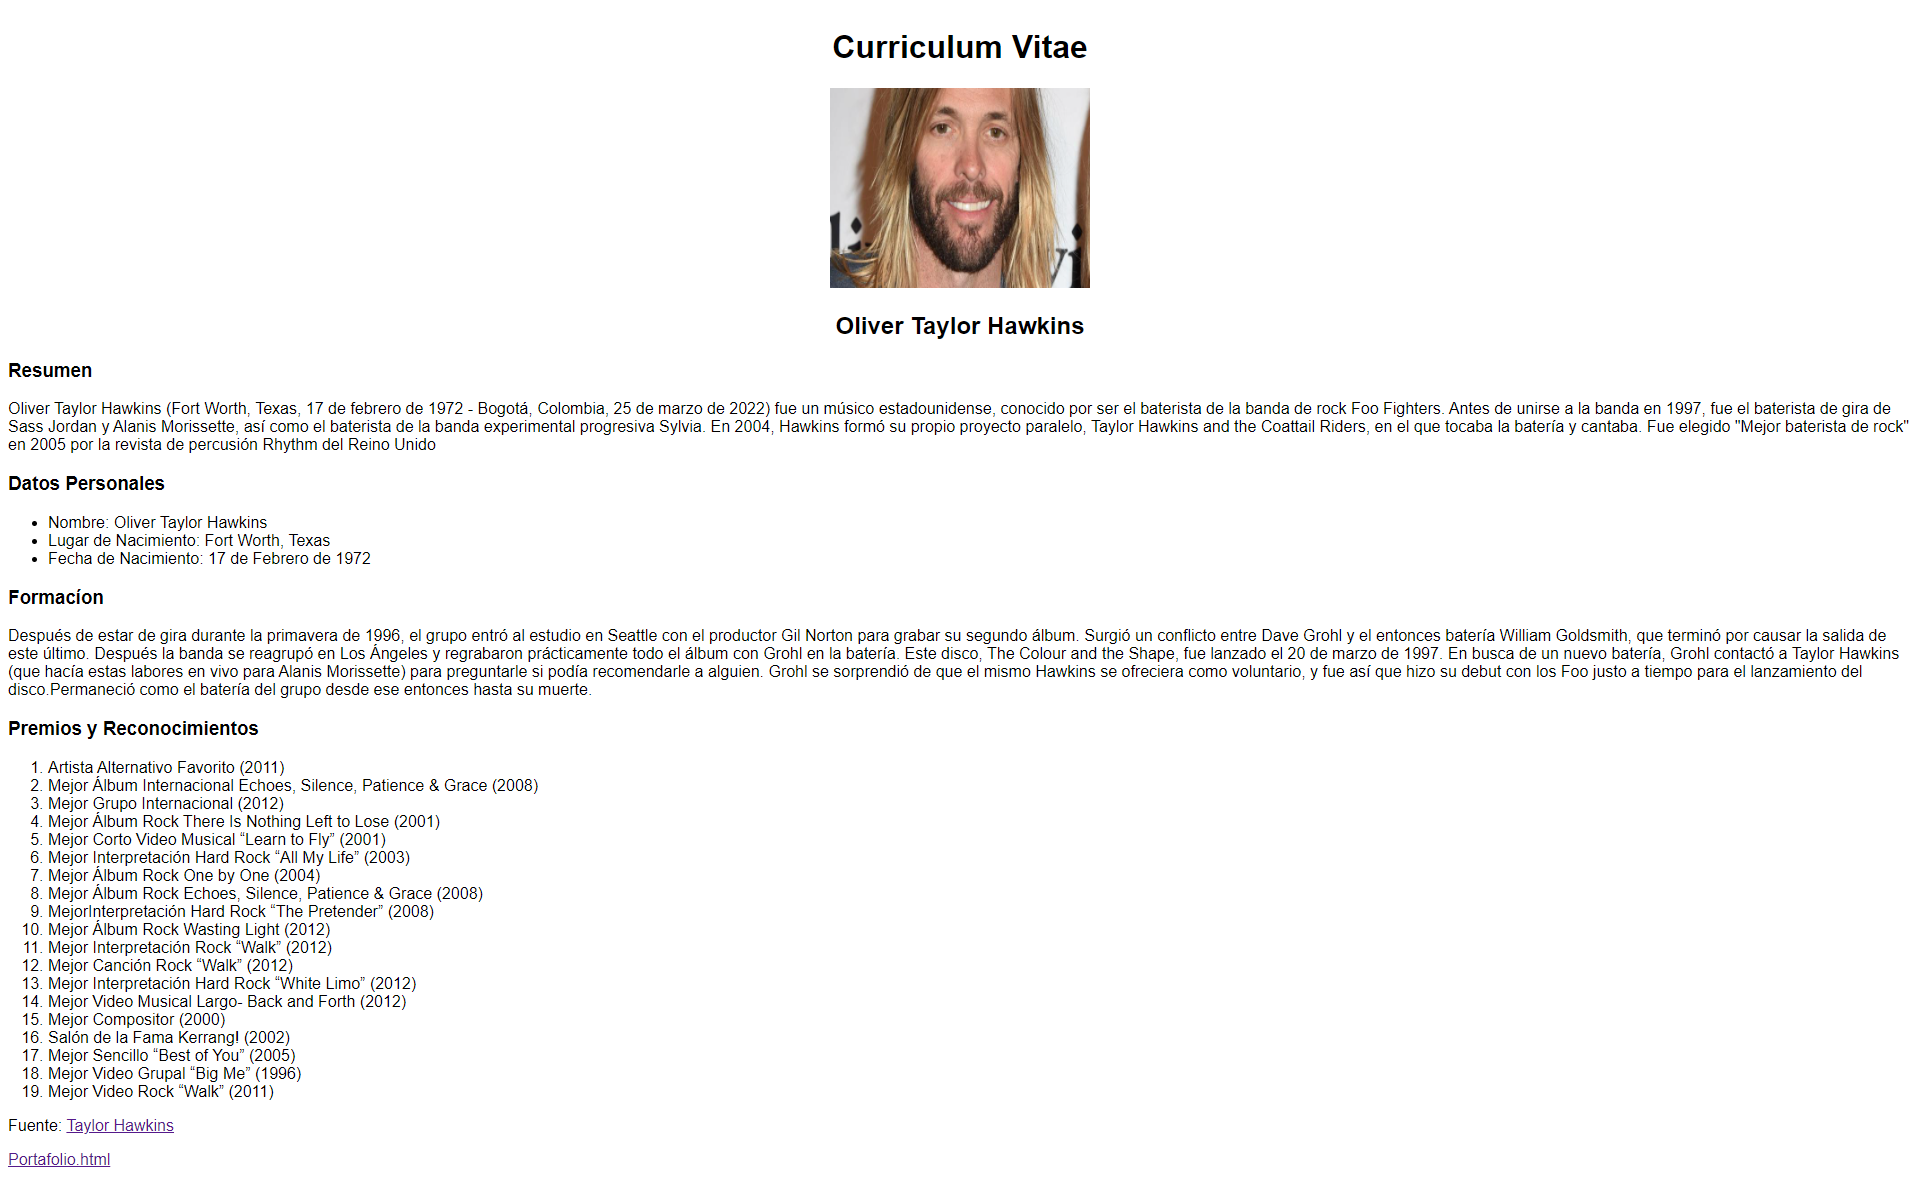 Curriculum Vitae
Oliver Taylor Hawkins
Resumen
Oliver Taylor Hawkins (Fort Worth, Texas, 17 de febrero de 1972 - Bogotá, Colombia, 25 de marzo de 2022) fue un músico estadounidense, conocido por ser el baterista de la banda de rock Foo Fighters. Antes de unirse a la banda en 1997, fue el baterista de gira de
Sass Jordan y Alanis Morissette, así como el baterista de la banda experimental progresiva Sylvia. En 2004, Hawkins formó su propio proyecto paralelo, Taylor Hawkins and the Coattail Riders, en el que tocaba la batería y cantaba. Fue elegido "Mejor baterista de rock"
en 2005 por la revista de percusión Rhythm del Reino Unido
Datos Personales
• Nombre: Oliver Taylor Hawkins
• Lugar de Nacimiento: Fort Worth, Texas
• Fecha de Nacimiento: 17 de Febrero de 1972
Formacíon
Después de estar de gira durante la primavera de 1996, el grupo entró al estudio en Seattle con el productor Gil Norton para grabar su segundo álbum. Surgió un conflicto entre Dave Grohl y el entonces batería William Goldsmith, que terminó por causar la salida de
este último. Después la banda se reagrupó en Los Ángeles y regrabaron prácticamente todo el álbum con Grohl en la batería. Este disco, The Colour and the Shape, fue lanzado el 20 de marzo de 1997. En busca de un nuevo batería, Grohl contactó a Taylor Hawkins
(que hacía estas labores en vivo para Alanis Morissette) para preguntarle si podía recomendarle a alguien. Grohl se sorprendió de que el mismo Hawkins se ofreciera como voluntario, y fue así que hizo su debut con los Foo justo a tiempo para el lanzamiento del
disco.Permaneció como el batería del grupo desde ese entonces hasta su muerte.
Premios y Reconocimientos
1. Artista Alternativo Favorito (2011)
2. Mejor Álbum Internacional Echoes, Silence, Patience & Grace (2008)
3. Mejor Grupo Internacional (2012)
4. Mejor Álbum Rock There Is Nothing Left to Lose (2001)
5. Mejor Corto Video Musical “Learn to Fly” (2001)
6. Mejor Interpretación Hard Rock “All My Life” (2003)
7. Mejor Álbum Rock One by One (2004)
8. Mejor Álbum Rock Echoes, Silence, Patience & Grace (2008)
9. MejorInterpretación Hard Rock “The Pretender” (2008)
10. Mejor Álbum Rock Wasting Light (2012)
11. Mejor Interpretación Rock “Walk” (2012)
12. Mejor Canción Rock “Walk” (2012)
13. Mejor Interpretación Hard Rock “White Limo” (2012)
14. Mejor Video Musical Largo- Back and Forth (2012)
15. Mejor Compositor (2000)
16. Salón de la Fama Kerrang! (2002)
17. Mejor Sencillo “Best of You” (2005)
18. Mejor Video Grupal “Big Me” (1996)
19. Mejor Video Rock “Walk” (2011)
Fuente: Taylor Hawkins
Portafolio.html